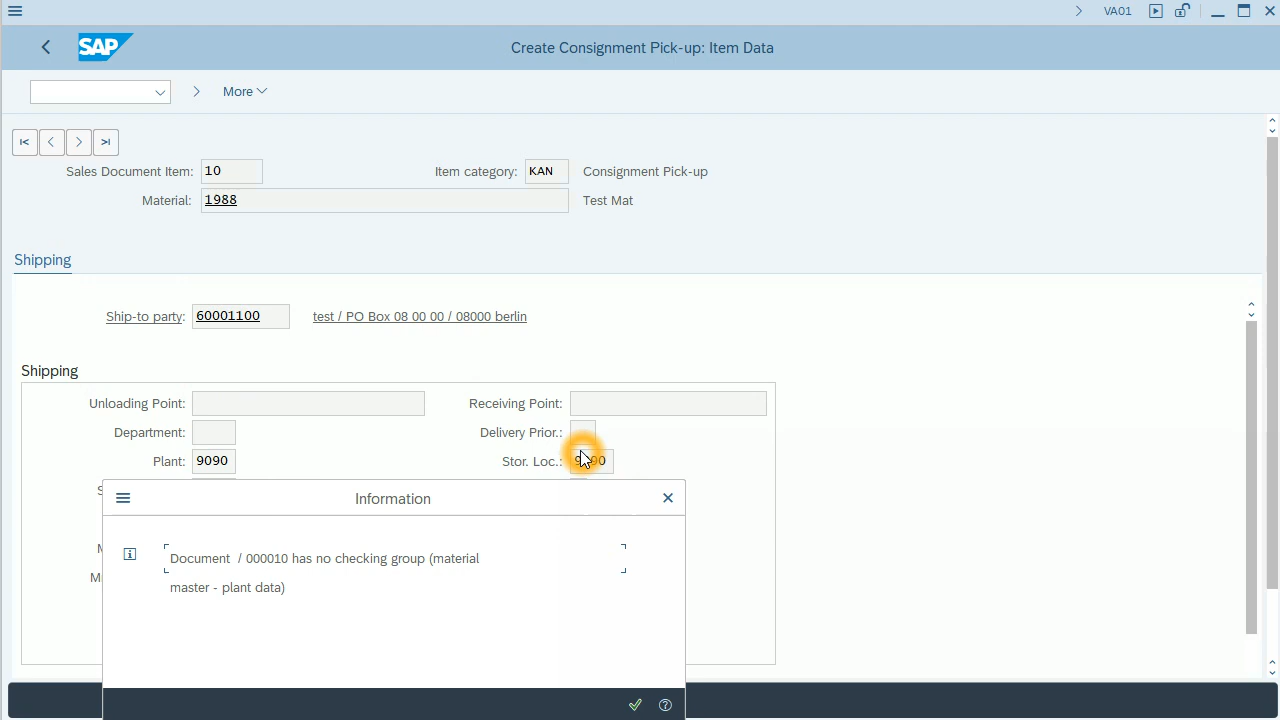 VA01
SAP
Create Consignment Pick-up: Item Data
More
Sales Document Item: 10 Item category: KAN Consignment Pick-up
Material: 1988 Test Mat
Shipping
Ship-to party: 60001100 test / PO Box 08 00 00 / 08000 berlin
Shipping
Unloading Point: Receiving Point:
Department: Delivery Prior.:
Plant: 9090 Stor. Loc.:
Information
Document / 000010 has no checking group (material
master - plant data)